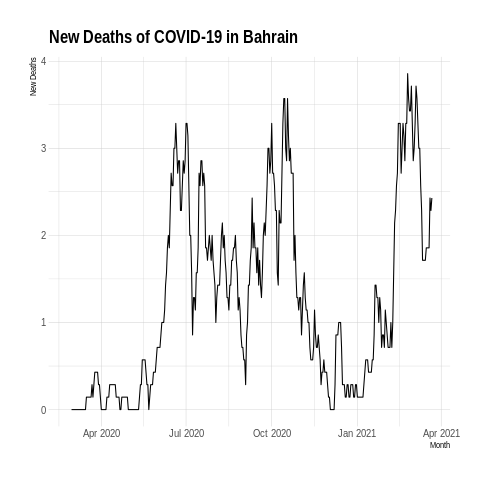 New Deaths of COVID-19 in Bahrain
New Deaths
4
3
2
1
0
Apr 2020 Jul 2020 Oct 2020 Jan 2021 Apr 2021
Month